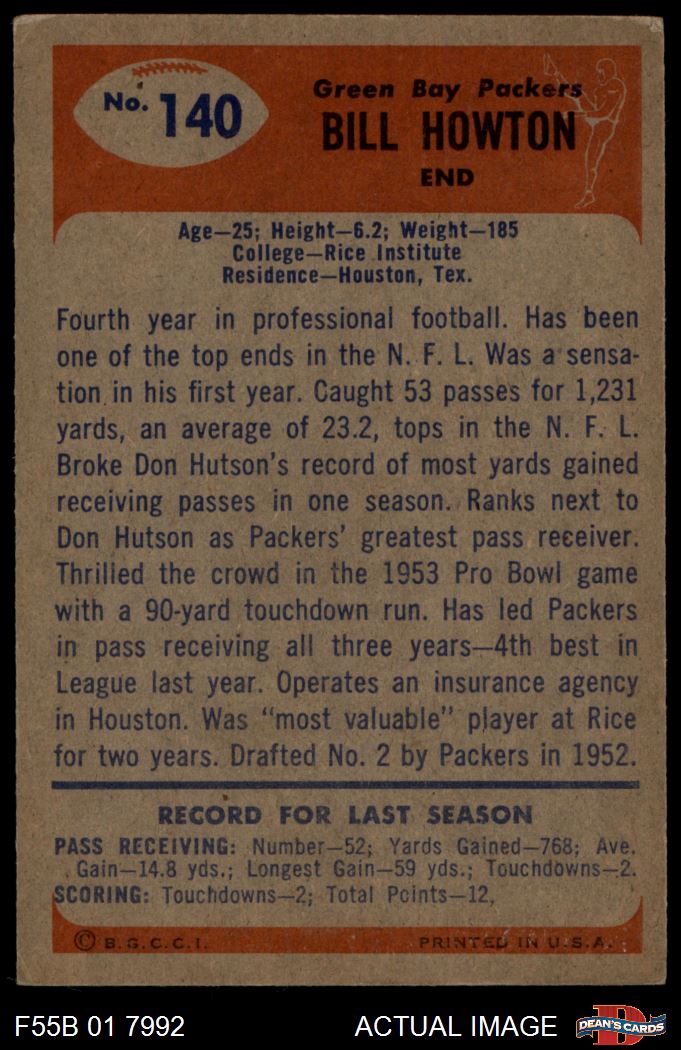 No. 140
Green Bay Packers
BILL HOWTON
END
Age—25; Height—6.2; Weight—185
College—Rice Institute
Residence—Houston, Tex.
Fourth year in professional football. Has been
one of the top ends in the N. F. L. Was a sensa-
tion in his first year. Caught 53 passes for 1,231
yards, an average of 23.2, tops in the N. F. L.
Broke Don Hutson's record of most yards gained
receiving passes in one season. Ranks next to
Don Hutson as Packers' greatest pass receiver.
Thrilled the crowd in the 1953 Pro Bowl game
with a 90-yard touchdown run. Has led Packers
in pass receiving all three years—4th best in
League last year. Operates an insurance agency
in Houston. Was "most valuable" player at Rice
for two years. Drafted No. 2 by Packers in 1952.
RECORD FOR LAST SEASON
PASS RECEIVING: Number—52; Yards Gained—768; Ave.
Gain—14.8 yds.; Longest Gain—59 yds.; Touchdowns—2.
SCORING: Touchdowns—2; Total Points—12,
© B. G. C. C. I. PRINTED IN U.S.A.
F55B 01 7992 ACTUAL IMAGE DEAN'S CARDS